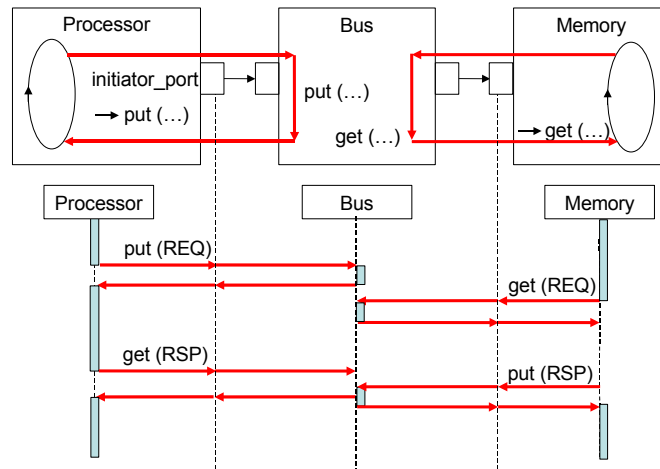 Processor
Bus
Memory
initiator_port
put (…)
put (…)
get (…)
get (…)
Processor
Bus
Memory
put (REQ)
get (REQ)
get (RSP)
put (RSP)